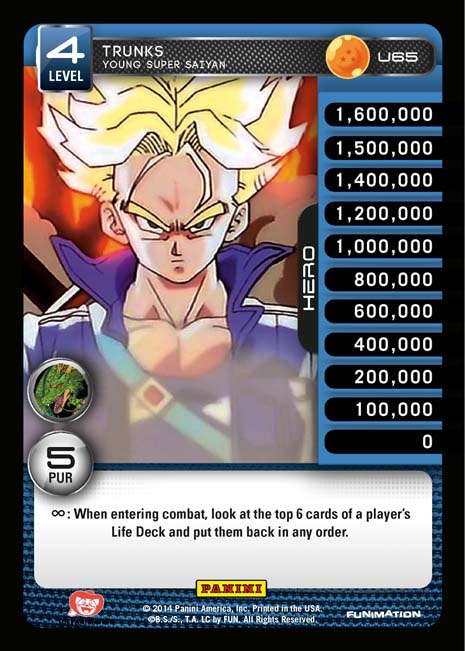 4
LEVEL
TRUNKS
YOUNG SUPER SAIYAN
U65
1,600,000
1,500,000
1,400,000
1,200,000
1,000,000
800,000
600,000
400,000
200,000
100,000
0
HERO
5
PUR
∞: When entering combat, look at the top 6 cards of a player's
Life Deck and put them back in any order.
PANINI
© 2014 Panini America, Inc. Printed in the USA.
©B.S./S., T.A. LC by FUN. All Rights Reserved.
FUNIMATION